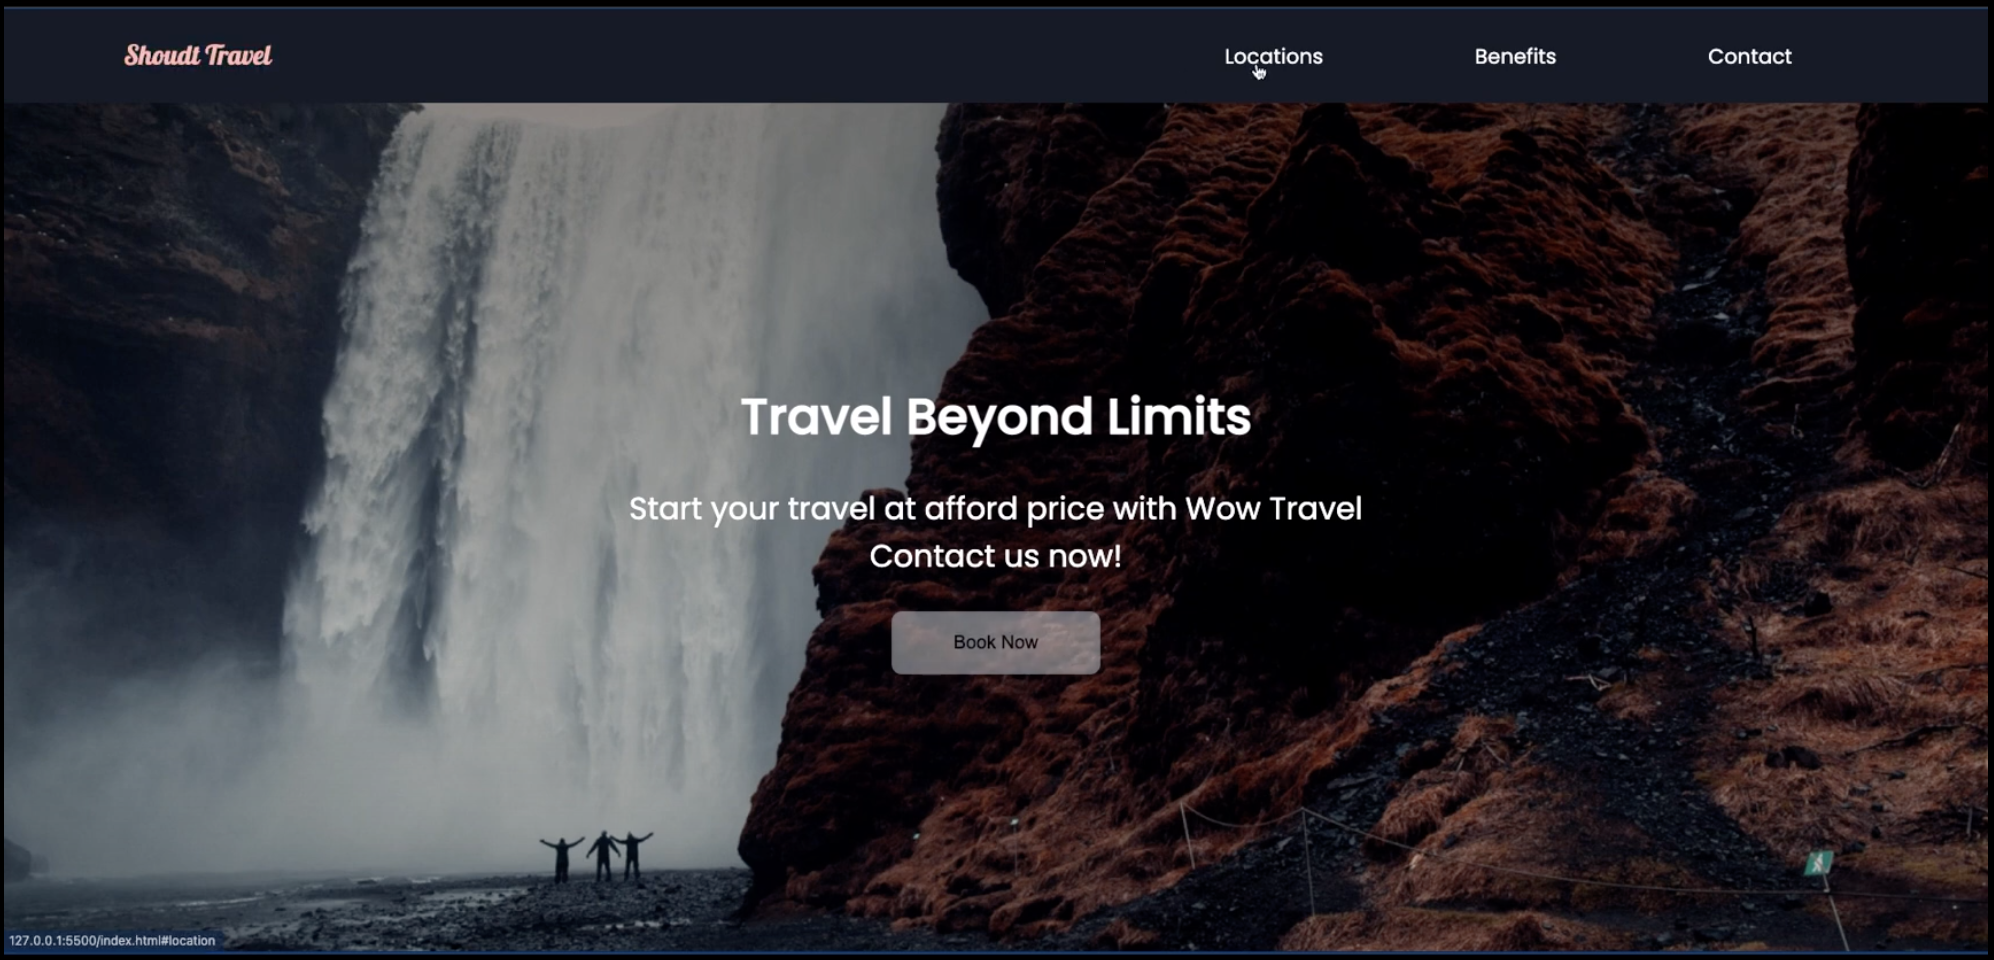 Shoudt Travel
Locations
Benefits
Contact
Travel Beyond Limits
Start your travel at afford price with Wow Travel
Contact us now!
Book Now
127.0.0.1:5500/index.html#location